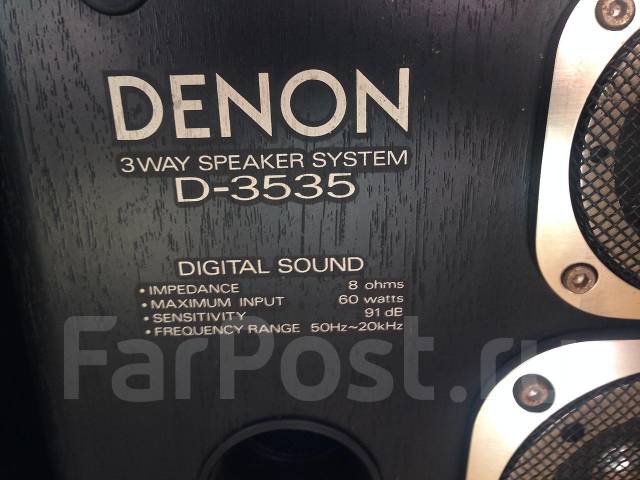 DENON
3WAY SPEAKER SYSTEM
D-3535
DIGITAL SOUND
• IMPEDANCE 8 ohms
• MAXIMUM INPUT 60 watts
• SENSITIVITY 91 dB
• FREQUENCY RANGE 50Hz~20kHz
FarPost.ru